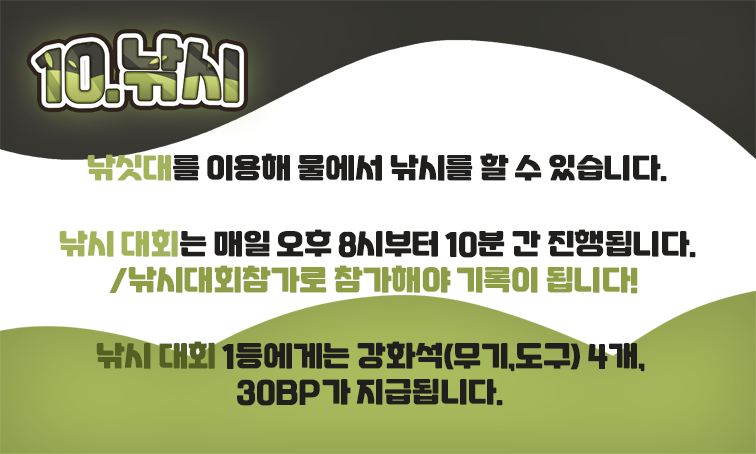 10.낚시
낚싯대를 이용해 물에서 낚시를 할 수 있습니다.
낚시 대회는 매일 오후 8시부터 10분 간 진행됩니다.
/낚시대회참가로 참가해야 기록이 됩니다!
낚시 대회 1등에게는 강화석(무기,도구) 4개,
30BP가 지급됩니다.